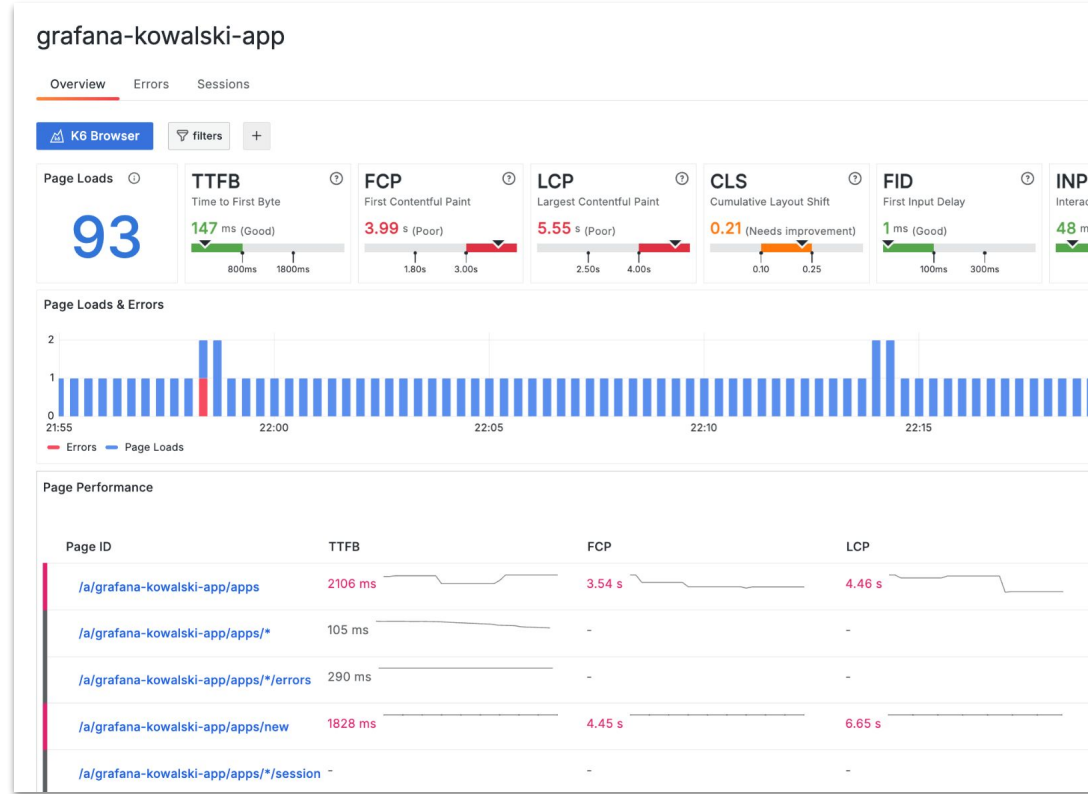 grafana-kowalski-app
Overview Errors Sessions
K6 Browser filters +
Page Loads
93
TTFB
Time to First Byte
147 ms (Good)
800ms 1800ms
FCP
First Contentful Paint
3.99 s (Poor)
1.80s 3.00s
LCP
Largest Contentful Paint
5.55 s (Poor)
2.50s 4.00s
CLS
Cumulative Layout Shift
0.21 (Needs improvement)
0.10 0.25
FID
First Input Delay
1 ms (Good)
100ms 300ms
INP
Interac
48 m
Page Loads & Errors
2
1
0
21:55 22:00 22:05 22:10 22:15
Errors Page Loads
Page Performance
Page ID TTFB FCP LCP
/a/grafana-kowalski-app/apps 2106 ms 3.54 s 4.46 s
/a/grafana-kowalski-app/apps/* 105 ms - -
/a/grafana-kowalski-app/apps/*/errors 290 ms - -
/a/grafana-kowalski-app/apps/new 1828 ms 4.45 s 6.65 s
/a/grafana-kowalski-app/apps/*/session - - -